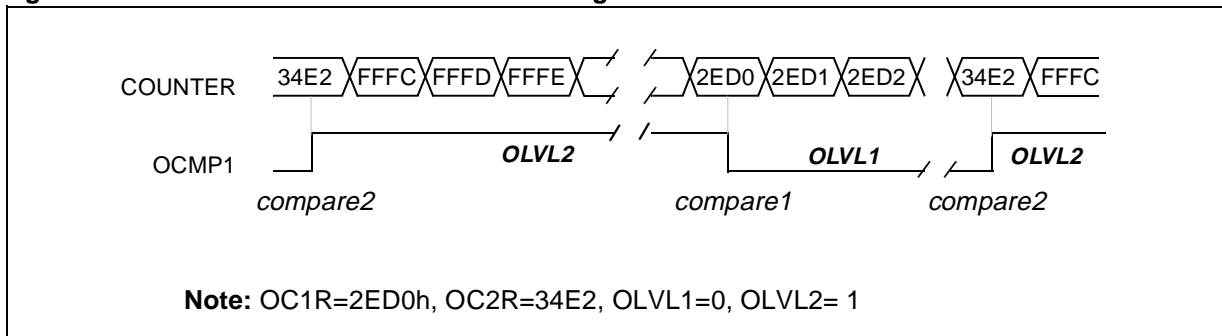 COUNTER 34E2 FFFC FFFD FFFE 2ED0 2ED1 2ED2 34E2 FFFC
OCMP1 OLVL2 OLVL1 OLVL2
compare2 compare1 compare2
Note: OC1R=2ED0h, OC2R=34E2, OLVL1=0, OLVL2= 1